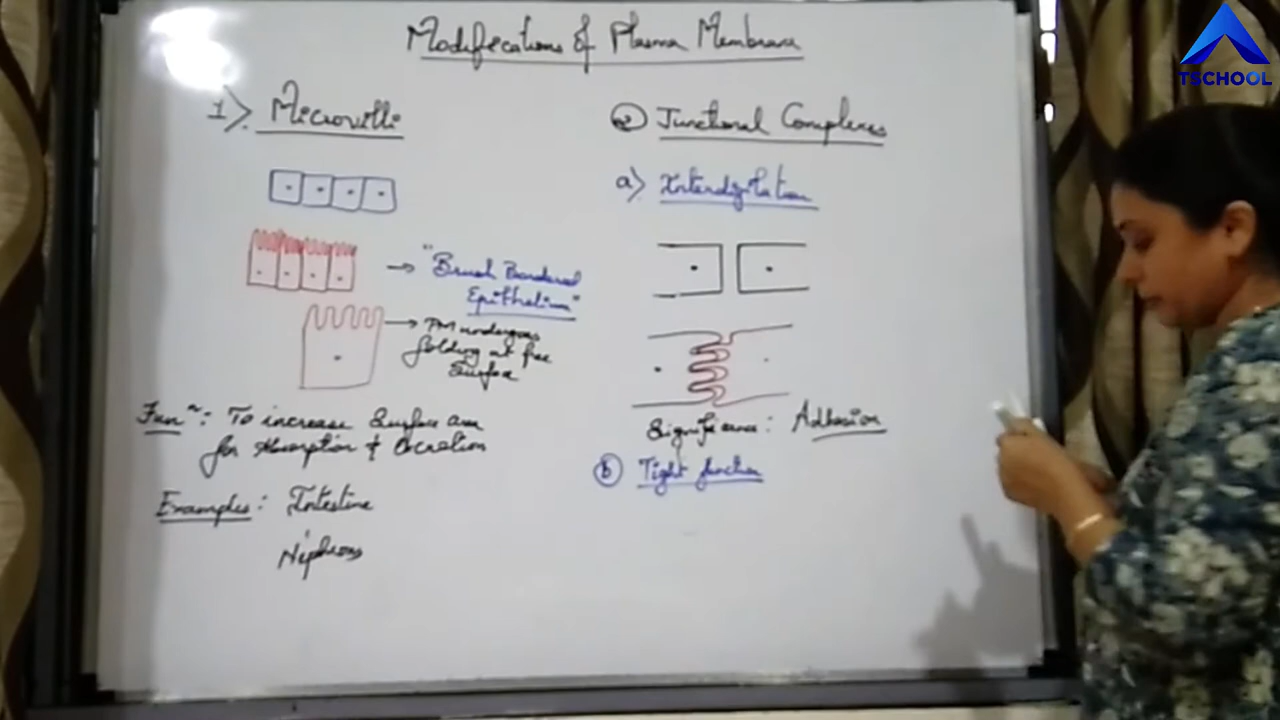 Modifications of Plasma Membrane
1) Microvilli
"Brush Bordered
Epithelium"
PM undergoes
folding at free
Surface
Funⁿ: To increase Surface area
for Absorption & Secretion
Examples: Intestine
Nephrons
2 Junctional Complexes
a) Interdigitation
Significance: Adhesion
b Tight Junction
TSCHOOL